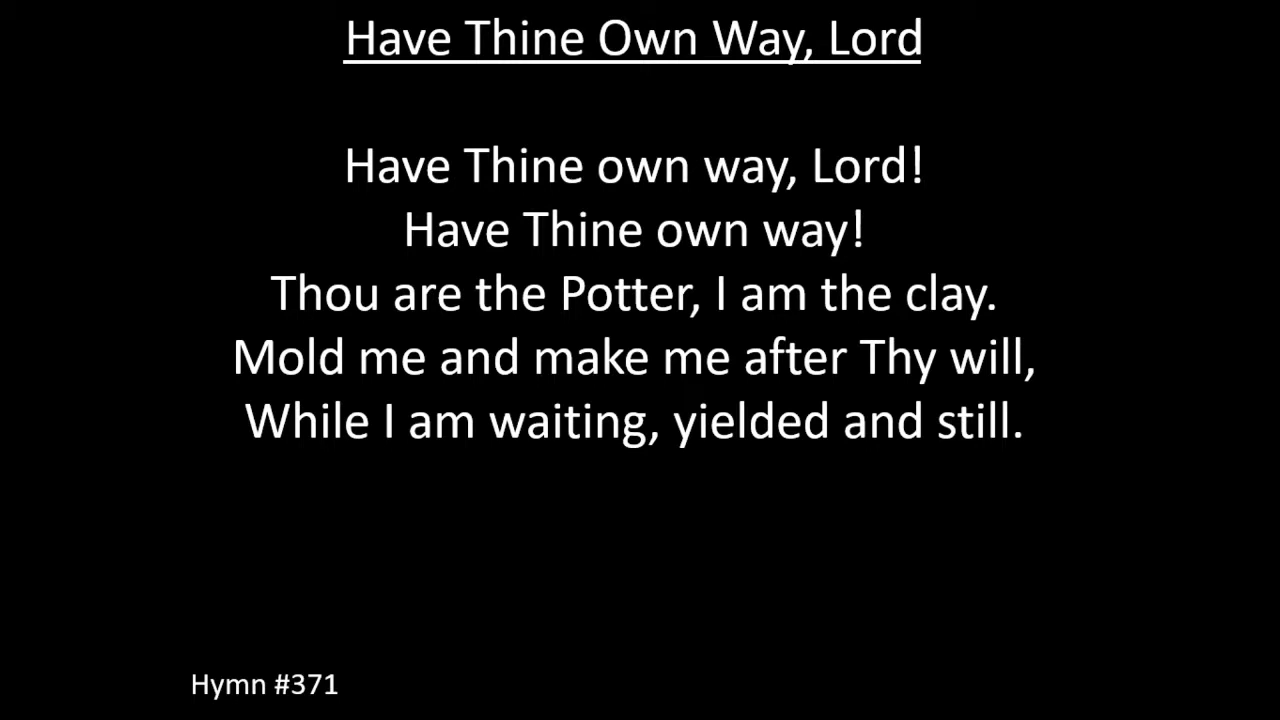 Have Thine Own Way, Lord
Have Thine own way, Lord!
Have Thine own way!
Thou are the Potter, I am the clay.
Mold me and make me after Thy will,
While I am waiting, yielded and still.
Hymn #371